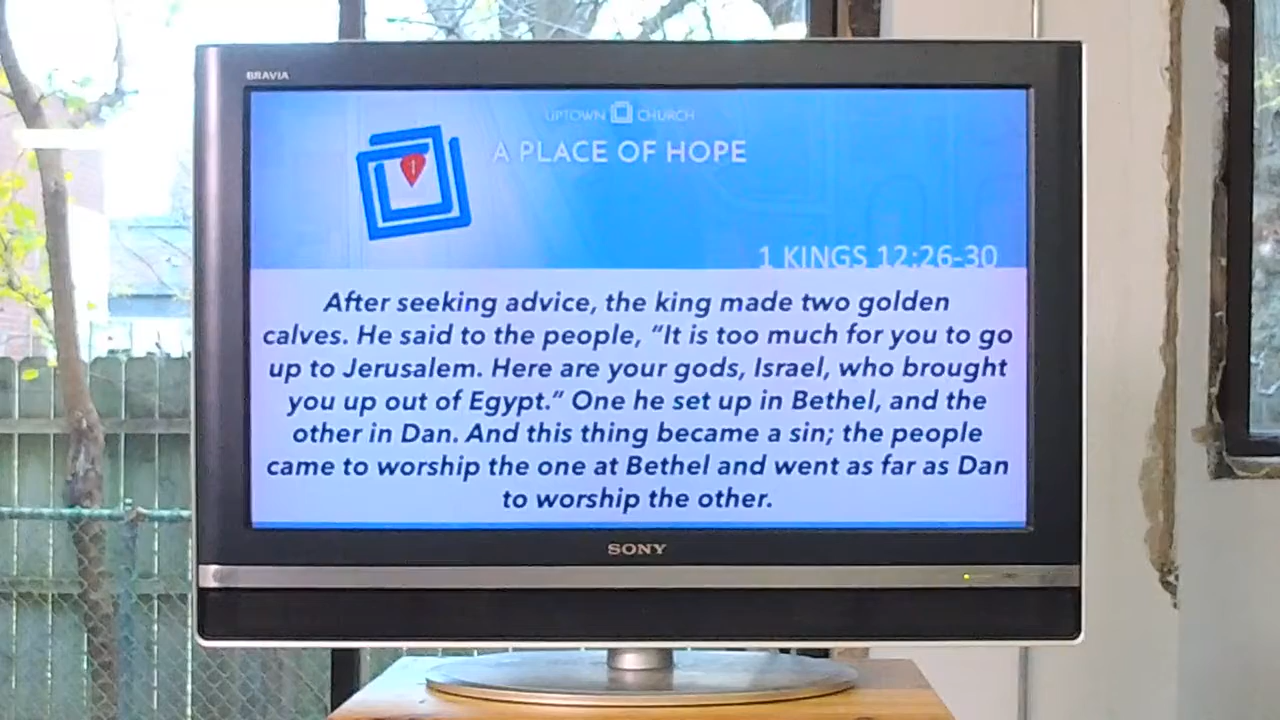 BRAVIA
UPTOWN CHURCH
A PLACE OF HOPE
1
1 KINGS 12:26-30
After seeking advice, the king made two golden
calves. He said to the people, “It is too much for you to go
up to Jerusalem. Here are your gods, Israel, who brought
you up out of Egypt.” One he set up in Bethel, and the
other in Dan. And this thing became a sin; the people
came to worship the one at Bethel and went as far as Dan
to worship the other.
SONY